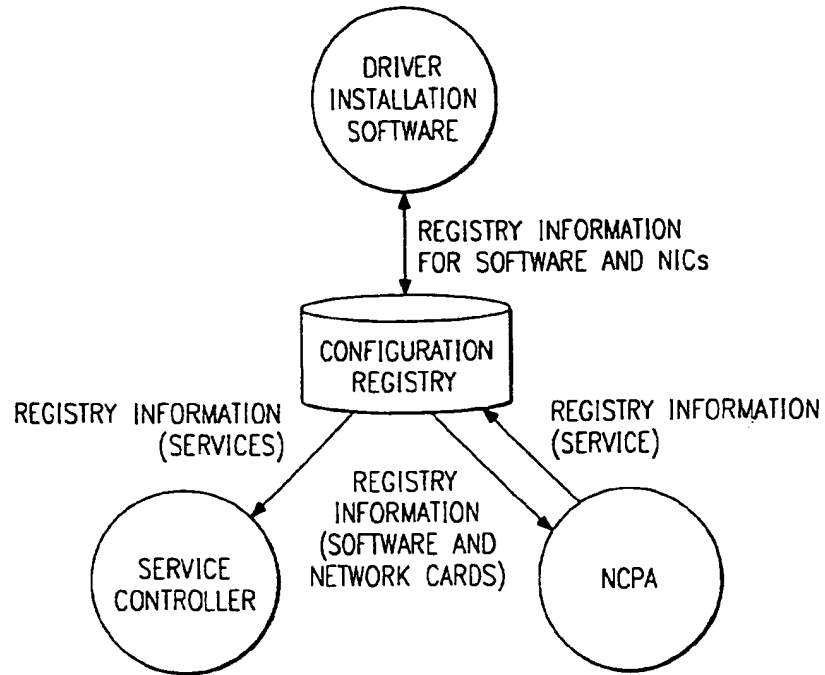 DRIVER
INSTALLATION
SOFTWARE
REGISTRY INFORMATION
FOR SOFTWARE AND NICs
CONFIGURATION
REGISTRY
REGISTRY INFORMATION
(SERVICES)
REGISTRY INFORMATION
(SERVICE)
REGISTRY
INFORMATION
(SOFTWARE AND
NETWORK CARDS)
SERVICE
CONTROLLER
NCPA